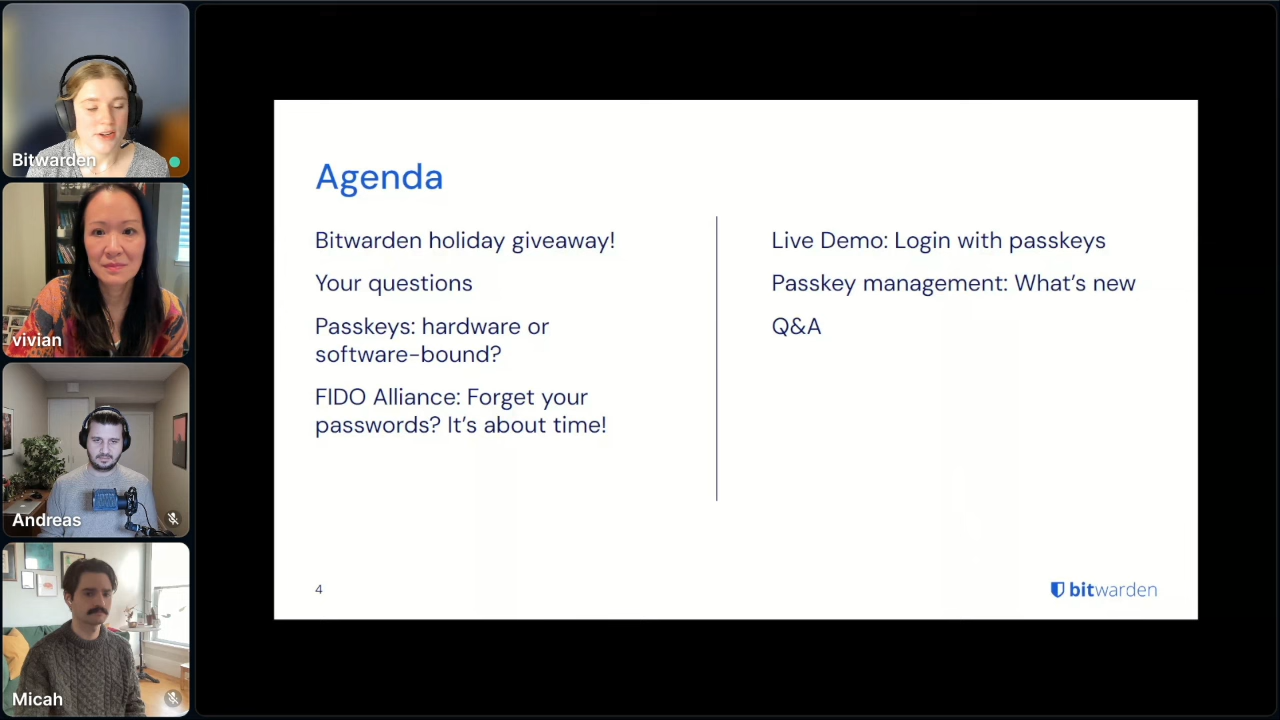 Bitwarden
vivian
Andreas
Micah
Agenda
Bitwarden holiday giveaway!
Your questions
Passkeys: hardware or
software-bound?
FIDO Alliance: Forget your
passwords? It's about time!
Live Demo: Login with passkeys
Passkey management: What's new
Q&A
4
bitwarden